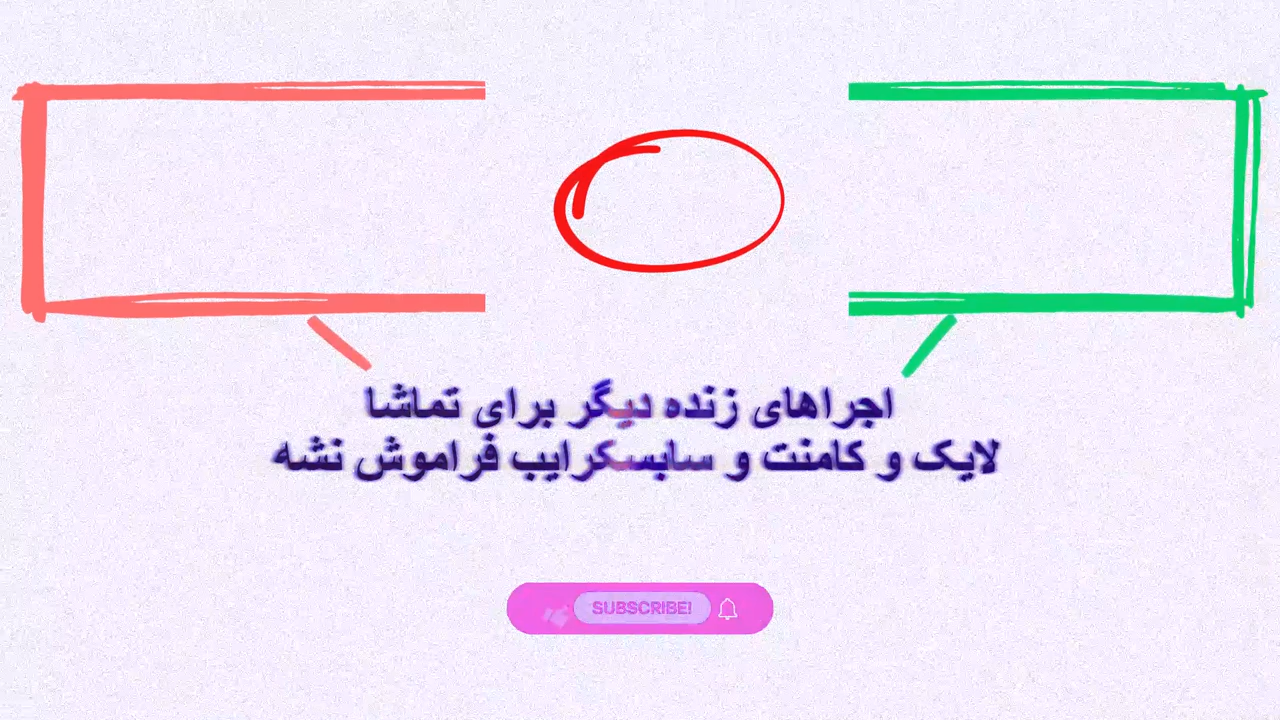 اجراهای زنده دیگر برای تماشا
لایک و کامنت و سابسکرایب فراموش نشه
SUBSCRIBE!